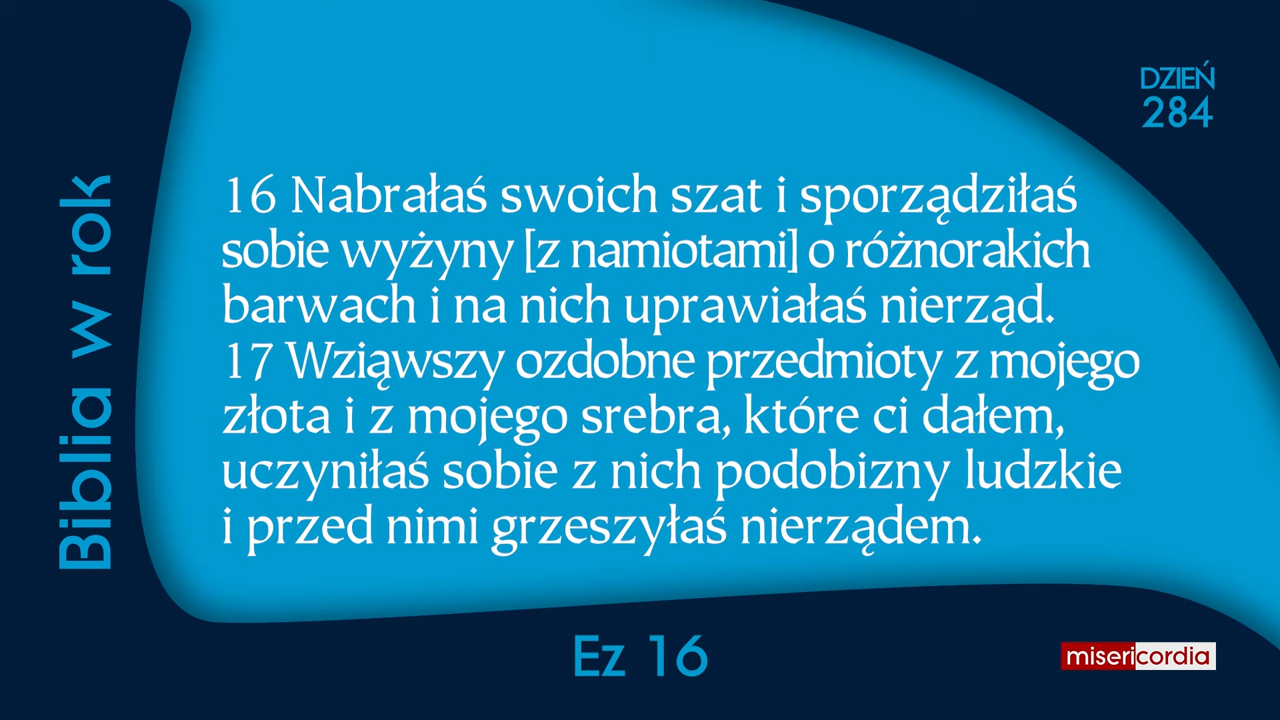 DZIEŃ
284
Biblia w rok
16 Nabrałaś swoich szat i sporządziłaś
sobie wyżyny [z namiotami] o różnorakich
barwach i na nich uprawiałaś nierząd.
17 Wziąwszy ozdobne przedmioty z mojego
złota i z mojego srebra, które ci dałem,
uczyniłaś sobie z nich podobizny ludzkie
i przed nimi grzeszyłaś nierządem.
Ez 16
misericordia